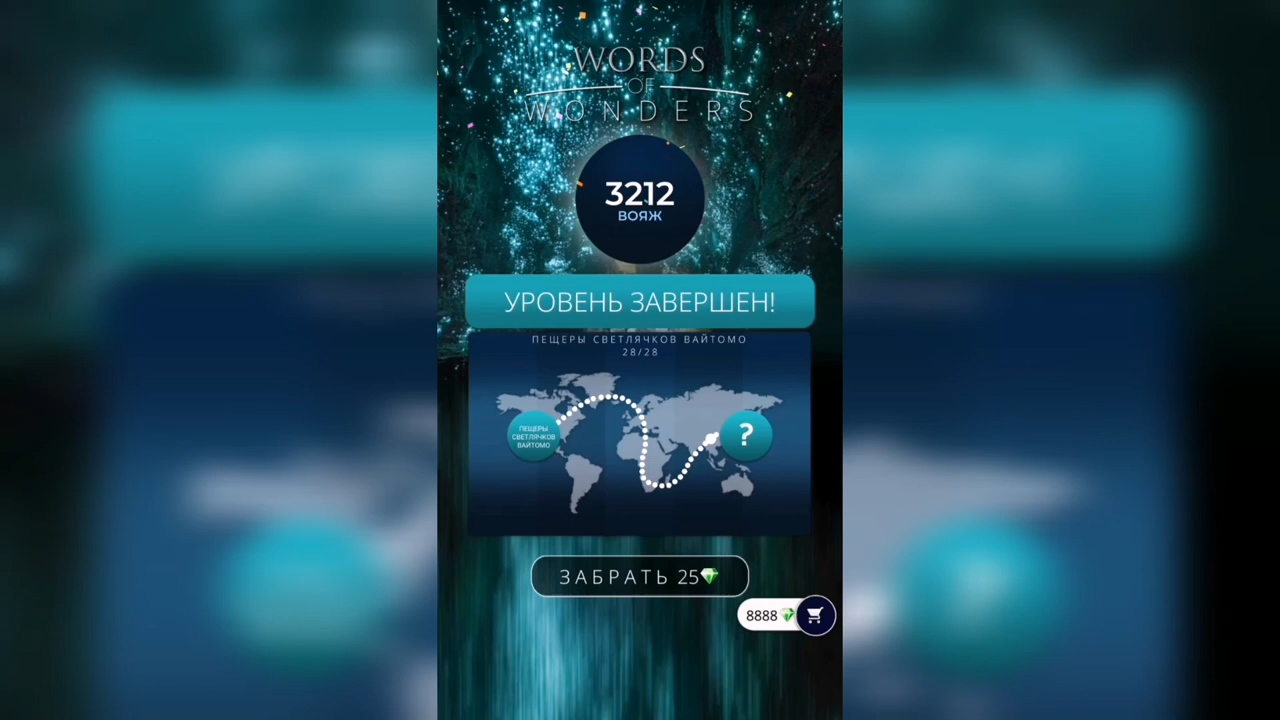 WORDS
OF
WONDERS
3212
ВОЯЖ
УРОВЕНЬ ЗАВЕРШЕН!
ПЕЩЕРЫ СВЕТЛЯЧКОВ ВАЙТОМО
28/28
ПЕЩЕРЫ
СВЕТЛЯЧКОВ
ВАЙТОМО
?
ЗАБРАТЬ 25
8888